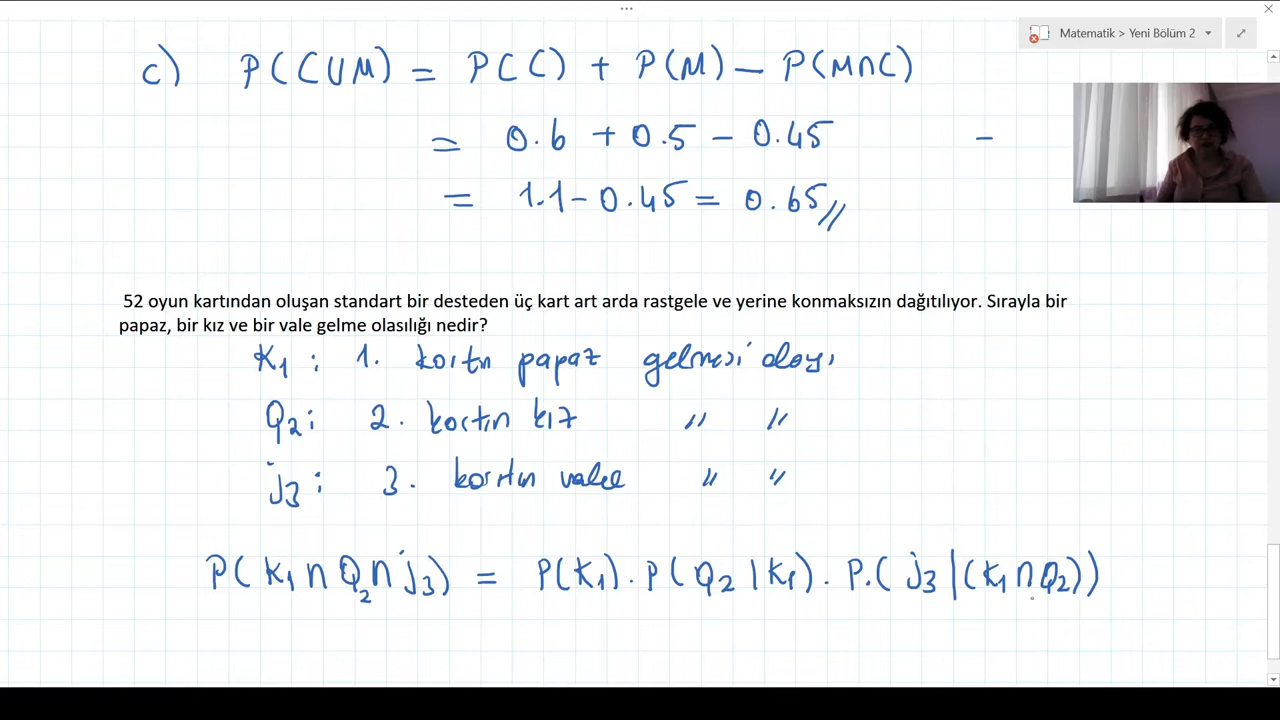 Matematik > Yeni Bölüm 2
c) P(C∪M) = P(C) + P(M) - P(M∩C)
= 0.6 + 0.5 - 0.45 -
= 1.1 - 0.45 = 0.65 //
52 oyun kartından oluşan standart bir desteden üç kart art arda rastgele ve yerine konmaksızın dağıtılıyor. Sırayla bir
papaz, bir kız ve bir vale gelme olasılığı nedir?
K₁ : 1. kartın papaz gelmesi olayı
Q₂ : 2. kartın kız " "
j₃ : 3. kartın vale " "
P(K₁∩Q₂∩j₃) = P(K₁) . P(Q₂|K₁) . P.(j₃|(K₁∩Q₂))